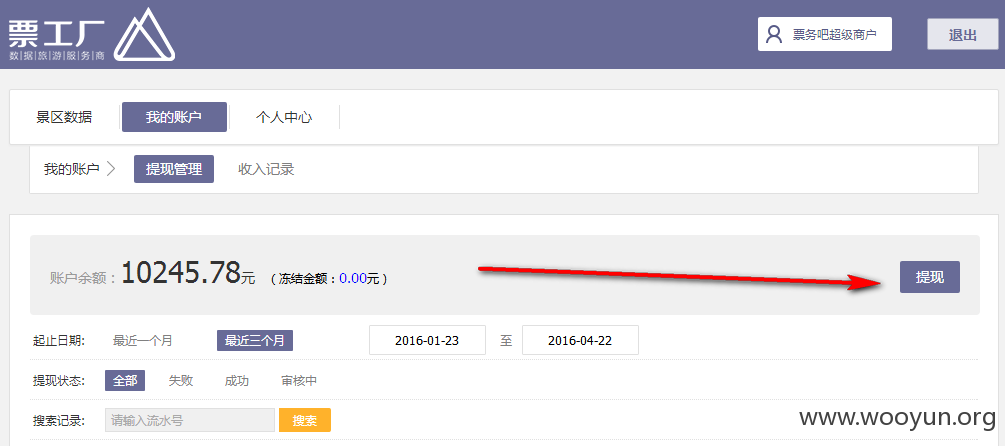 票工厂
数|据|旅|游|服|务|商
票务吧超级商户
退出
景区数据 我的账户 个人中心
我的账户 提现管理 收入记录
账户余额：10245.78元 （冻结金额：0.00元） 提现
起止日期: 最近一个月 最近三个月 2016-01-23 至 2016-04-22
提现状态: 全部 失败 成功 审核中
搜索记录: 请输入流水号 搜索
www.wooyun.org